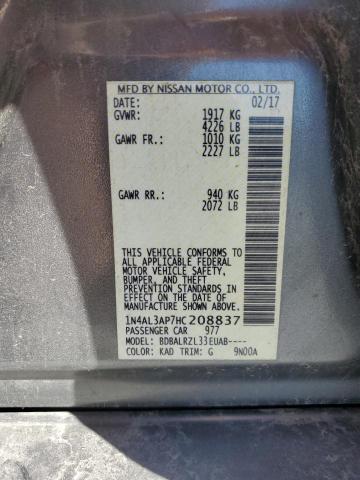 MFD BY NISSAN MOTOR CO., LTD.
DATE: 02/17
GVWR: 1917 KG
4226 LB
GAWR FR.: 1010 KG
2227 LB
GAWR RR.: 940 KG
2072 LB
THIS VEHICLE CONFORMS TO
ALL APPLICABLE FEDERAL
MOTOR VEHICLE SAFETY,
BUMPER, AND THEFT
PREVENTION STANDARDS IN
EFFECT ON THE DATE OF
MANUFACTURE SHOWN ABOVE.
1N4AL3AP7HC208837
PASSENGER CAR 977
MODEL: BDBALRZL33EUAB----
COLOR: KAD TRIM: G 9N00A